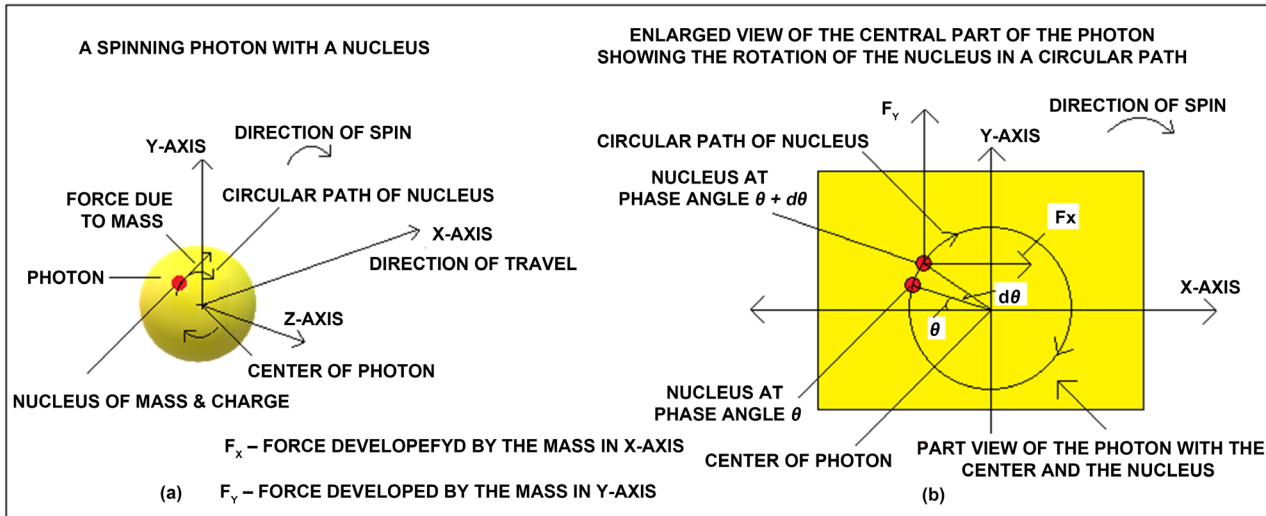 A SPINNING PHOTON WITH A NUCLEUS
DIRECTION OF SPIN
Y-AXIS
FORCE DUE
TO MASS
CIRCULAR PATH OF NUCLEUS
X-AXIS
DIRECTION OF TRAVEL
PHOTON
Z-AXIS
CENTER OF PHOTON
NUCLEUS OF MASS & CHARGE
ENLARGED VIEW OF THE CENTRAL PART OF THE PHOTON
SHOWING THE ROTATION OF THE NUCLEUS IN A CIRCULAR PATH
DIRECTION OF SPIN
F_Y
Y-AXIS
CIRCULAR PATH OF NUCLEUS
NUCLEUS AT
PHASE ANGLE θ + dθ
Fx
X-AXIS
dθ
θ
NUCLEUS AT
PHASE ANGLE θ
CENTER OF PHOTON
PART VIEW OF THE PHOTON WITH THE
CENTER AND THE NUCLEUS
F_X – FORCE DEVELOPEFYD BY THE MASS IN X-AXIS
(a) F_Y – FORCE DEVELOPED BY THE MASS IN Y-AXIS
(b)